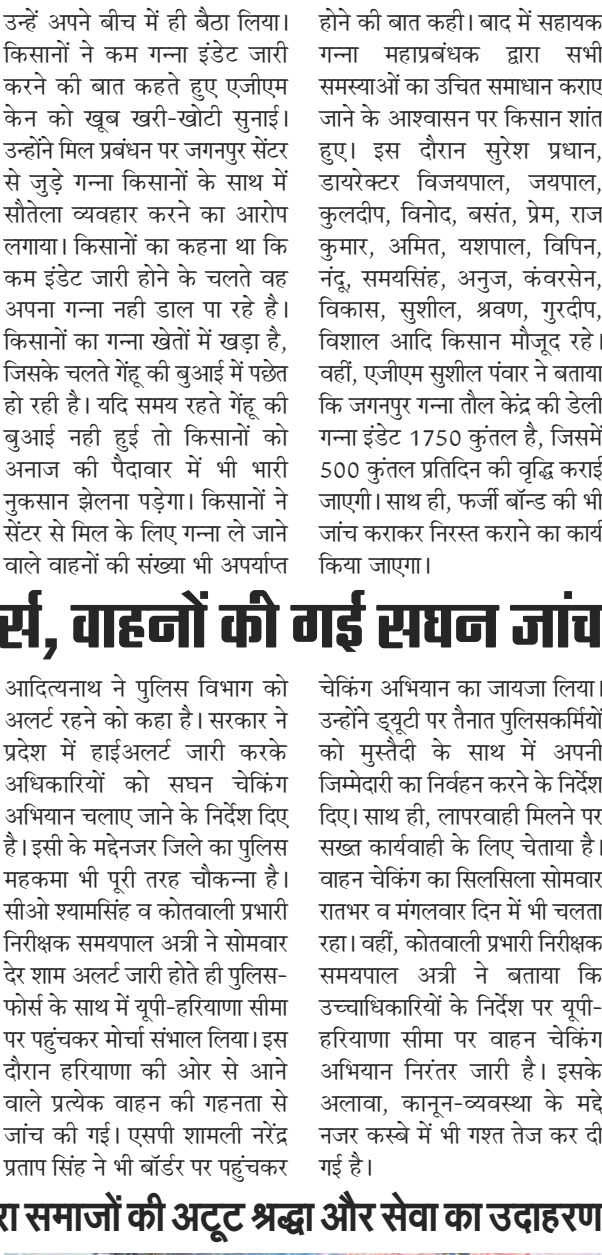 उन्हें अपने बीच में ही बैठा लिया।
किसानों ने कम गन्ना इंडेट जारी
करने की बात कहते हुए एजीएम
केन को खूब खरी-खोटी सुनाई।
उन्होंने मिल प्रबंधन पर जगनपुर सेंटर
से जुड़े गन्ना किसानों के साथ में
सौतेला व्यवहार करने का आरोप
लगाया। किसानों का कहना था कि
कम इंडेट जारी होने के चलते वह
अपना गन्ना नही डाल पा रहे है।
किसानों का गन्ना खेतों में खड़ा है,
जिसके चलते गेंहू की बुआई में पछेत
हो रही है। यदि समय रहते गेंहू की
बुआई नही हुई तो किसानों को
अनाज की पैदावार में भी भारी
नुकसान झेलना पड़ेगा। किसानों ने
सेंटर से मिल के लिए गन्ना ले जाने
वाले वाहनों की संख्या भी अपर्याप्त
होने की बात कही। बाद में सहायक
गन्ना महाप्रबंधक द्वारा सभी
समस्याओं का उचित समाधान कराए
जाने के आश्वासन पर किसान शांत
हुए। इस दौरान सुरेश प्रधान,
डायरेक्टर विजयपाल, जयपाल,
कुलदीप, विनोद, बसंत, प्रेम, राज
कुमार, अमित, यशपाल, विपिन,
नंदू, समयसिंह, अनुज, कंवरसेन,
विकास, सुशील, श्रवण, गुरदीप,
विशाल आदि किसान मौजूद रहे।
वहीं, एजीएम सुशील पंवार ने बताया
कि जगनपुर गन्ना तौल केंद्र की डेली
गन्ना इंडेट 1750 कुंतल है, जिसमें
500 कुंतल प्रतिदिन की वृद्धि कराई
जाएगी। साथ ही, फर्जी बॉन्ड की भी
जांच कराकर निरस्त कराने का कार्य
किया जाएगा।
र्स, वाहनों की गई सघन जांच
आदित्यनाथ ने पुलिस विभाग को
अलर्ट रहने को कहा है। सरकार ने
प्रदेश में हाईअलर्ट जारी करके
अधिकारियों को सघन चेकिंग
अभियान चलाए जाने के निर्देश दिए
है। इसी के मद्देनजर जिले का पुलिस
महकमा भी पूरी तरह चौकन्ना है।
सीओ श्यामसिंह व कोतवाली प्रभारी
निरीक्षक समयपाल अत्री ने सोमवार
देर शाम अलर्ट जारी होते ही पुलिस-
फोर्स के साथ में यूपी-हरियाणा सीमा
पर पहुंचकर मोर्चा संभाल लिया। इस
दौरान हरियाणा की ओर से आने
वाले प्रत्येक वाहन की गहनता से
जांच की गई। एसपी शामली नरेंद्र
प्रताप सिंह ने भी बॉर्डर पर पहुंचकर
चेकिंग अभियान का जायजा लिया।
उन्होंने ड्यूटी पर तैनात पुलिसकर्मियों
को मुस्तैदी के साथ में अपनी
जिम्मेदारी का निर्वहन करने के निर्देश
दिए। साथ ही, लापरवाही मिलने पर
सख्त कार्यवाही के लिए चेताया है।
वाहन चेकिंग का सिलसिला सोमवार
रातभर व मंगलवार दिन में भी चलता
रहा। वहीं, कोतवाली प्रभारी निरीक्षक
समयपाल अत्री ने बताया कि
उच्चाधिकारियों के निर्देश पर यूपी-
हरियाणा सीमा पर वाहन चेकिंग
अभियान निरंतर जारी है। इसके
अलावा, कानून-व्यवस्था के मद्दे
नजर कस्बे में भी गश्त तेज कर दी
गई है।
रा समाजों की अटूट श्रद्धा और सेवा का उदाहरण